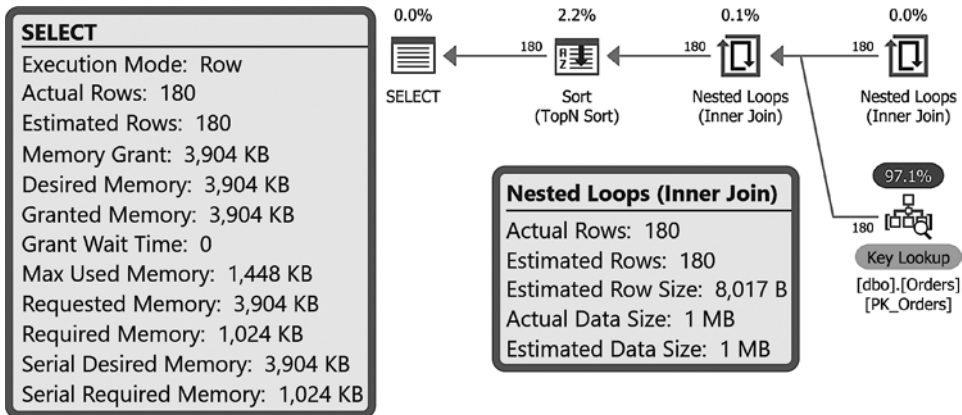 SELECT
Execution Mode: Row
Actual Rows: 180
Estimated Rows: 180
Memory Grant: 3,904 KB
Desired Memory: 3,904 KB
Granted Memory: 3,904 KB
Grant Wait Time: 0
Max Used Memory: 1,448 KB
Requested Memory: 3,904 KB
Required Memory: 1,024 KB
Serial Desired Memory: 3,904 KB
Serial Required Memory: 1,024 KB
0.0% 2.2% 0.1% 0.0%
180 A Z 180 180
SELECT Sort Nested Loops Nested Loops
(TopN Sort) (Inner Join) (Inner Join)
97.1%
180
Key Lookup
[dbo].[Orders]
[PK_Orders]
Nested Loops (Inner Join)
Actual Rows: 180
Estimated Rows: 180
Estimated Row Size: 8,017 B
Actual Data Size: 1 MB
Estimated Data Size: 1 MB